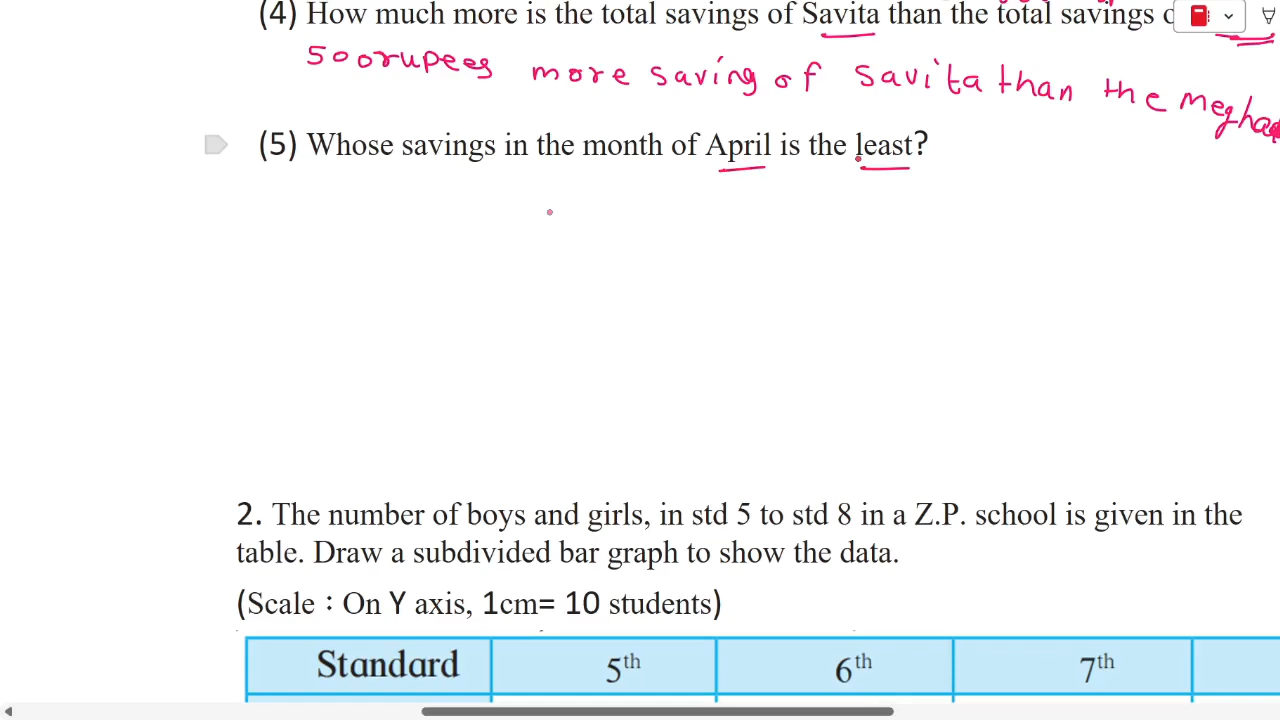 (4) How much more is the total savings of Savita than the total savings
500rupees more saving of savita than the megha
(5) Whose savings in the month of April is the least?
2. The number of boys and girls, in std 5 to std 8 in a Z.P. school is given in the
table. Draw a subdivided bar graph to show the data.
(Scale : On Y axis, 1cm= 10 students)
Standard 5th 6th 7th